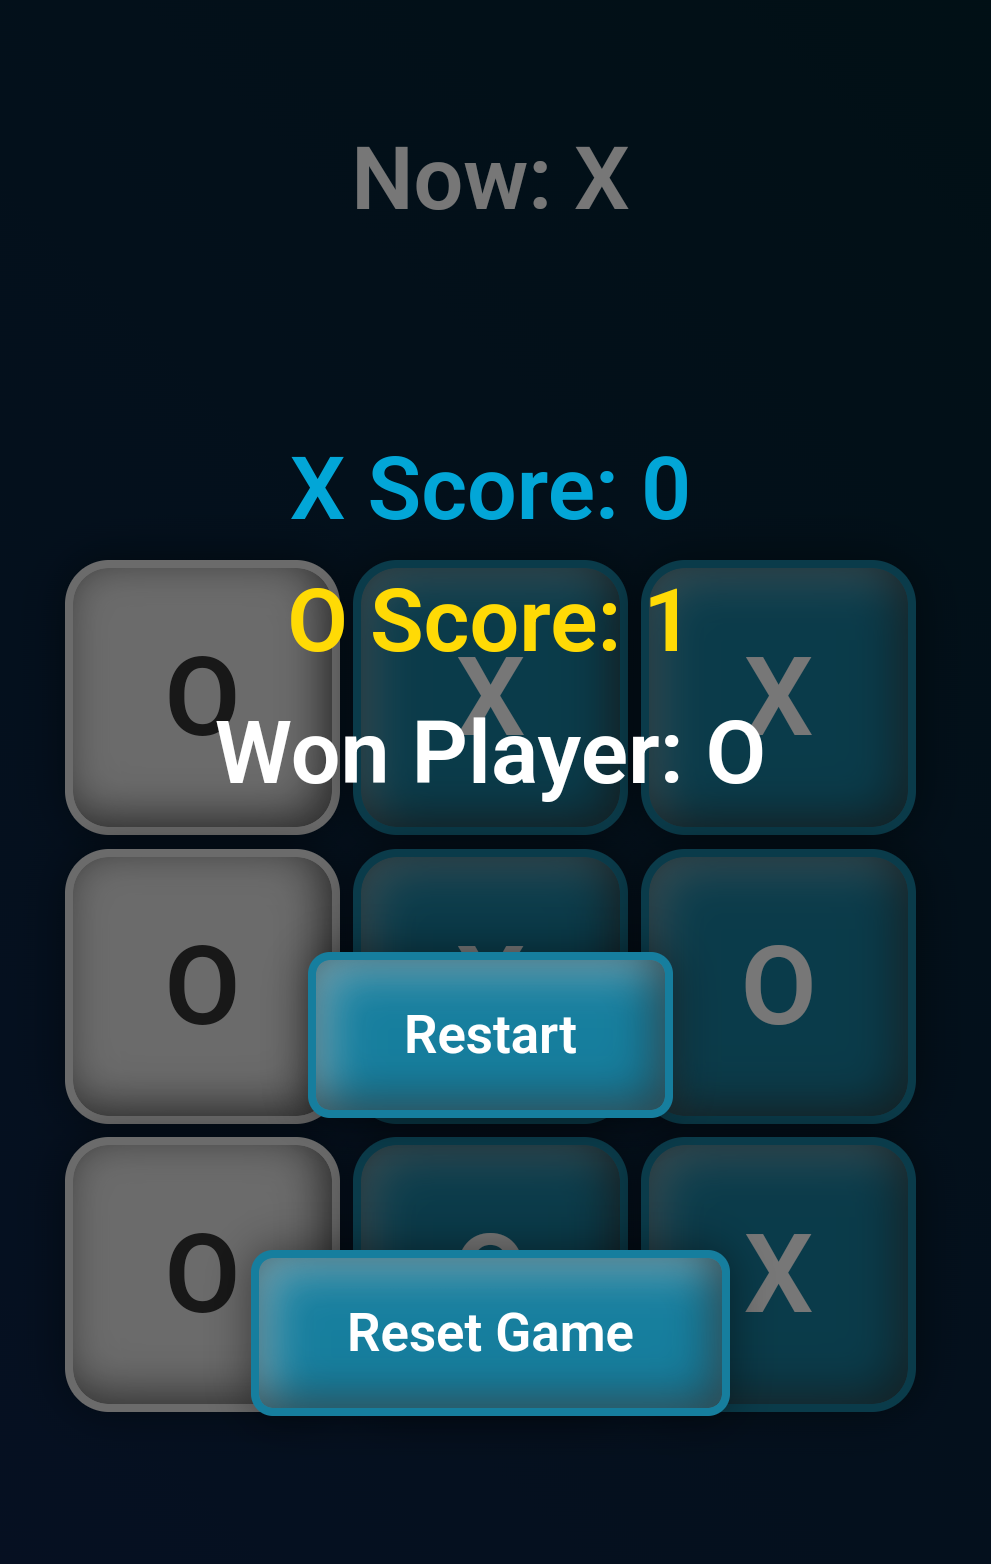 Now: X
X Score: 0
O Score: 1
O X X
Won Player: O
O X O
Restart
O O X
Reset Game